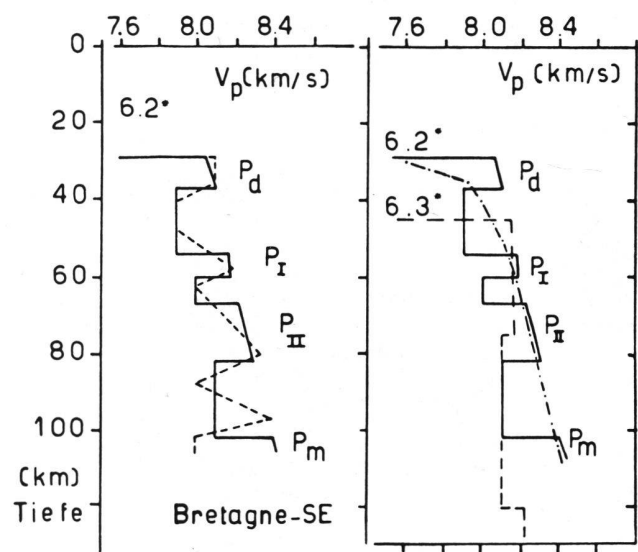 7.6 8.0 8.4
7.6 8.0 8.4
0
Vp(km/s)
Vp (km/s)
6.2*
6.2*
20
Pd
Pd
40
6.3*
PI
PI
60
PII
PII
80
100
Pm
Pm
(km)
Tiefe
Bretagne-SE